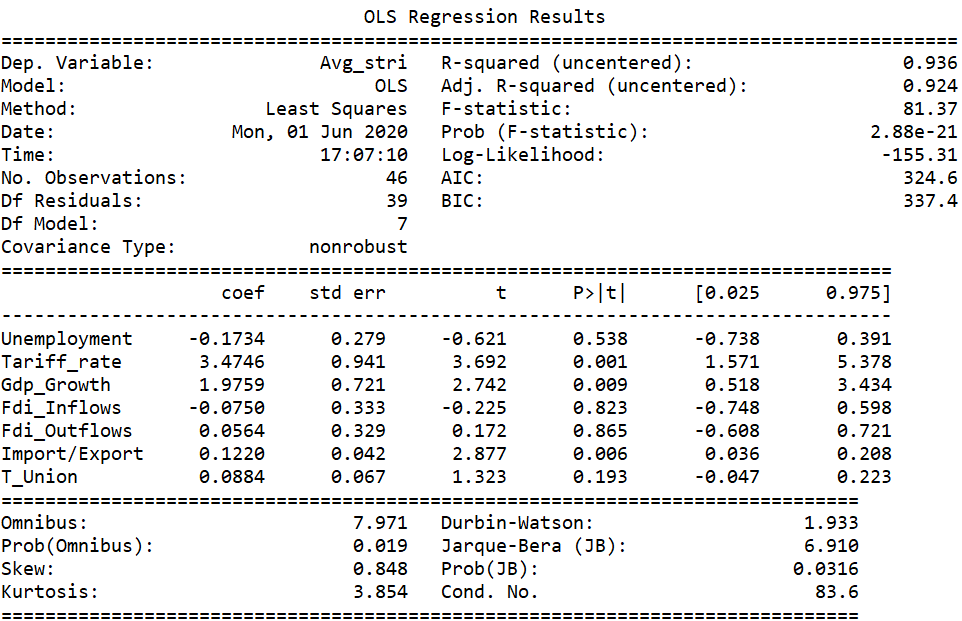 OLS Regression Results
==============================================================================
Dep. Variable: Avg_stri R-squared (uncentered): 0.936
Model: OLS Adj. R-squared (uncentered): 0.924
Method: Least Squares F-statistic: 81.37
Date: Mon, 01 Jun 2020 Prob (F-statistic): 2.88e-21
Time: 17:07:10 Log-Likelihood: -155.31
No. Observations: 46 AIC: 324.6
Df Residuals: 39 BIC: 337.4
Df Model: 7
Covariance Type: nonrobust
==============================================================================
coef std err t P>|t| [0.025 0.975]
------------------------------------------------------------------------------
Unemployment -0.1734 0.279 -0.621 0.538 -0.738 0.391
Tariff_rate 3.4746 0.941 3.692 0.001 1.571 5.378
Gdp_Growth 1.9759 0.721 2.742 0.009 0.518 3.434
Fdi_Inflows -0.0750 0.333 -0.225 0.823 -0.748 0.598
Fdi_Outflows 0.0564 0.329 0.172 0.865 -0.608 0.721
Import/Export 0.1220 0.042 2.877 0.006 0.036 0.208
T_Union 0.0884 0.067 1.323 0.193 -0.047 0.223
==============================================================================
Omnibus: 7.971 Durbin-Watson: 1.933
Prob(Omnibus): 0.019 Jarque-Bera (JB): 6.910
Skew: 0.848 Prob(JB): 0.0316
Kurtosis: 3.854 Cond. No. 83.6
==============================================================================